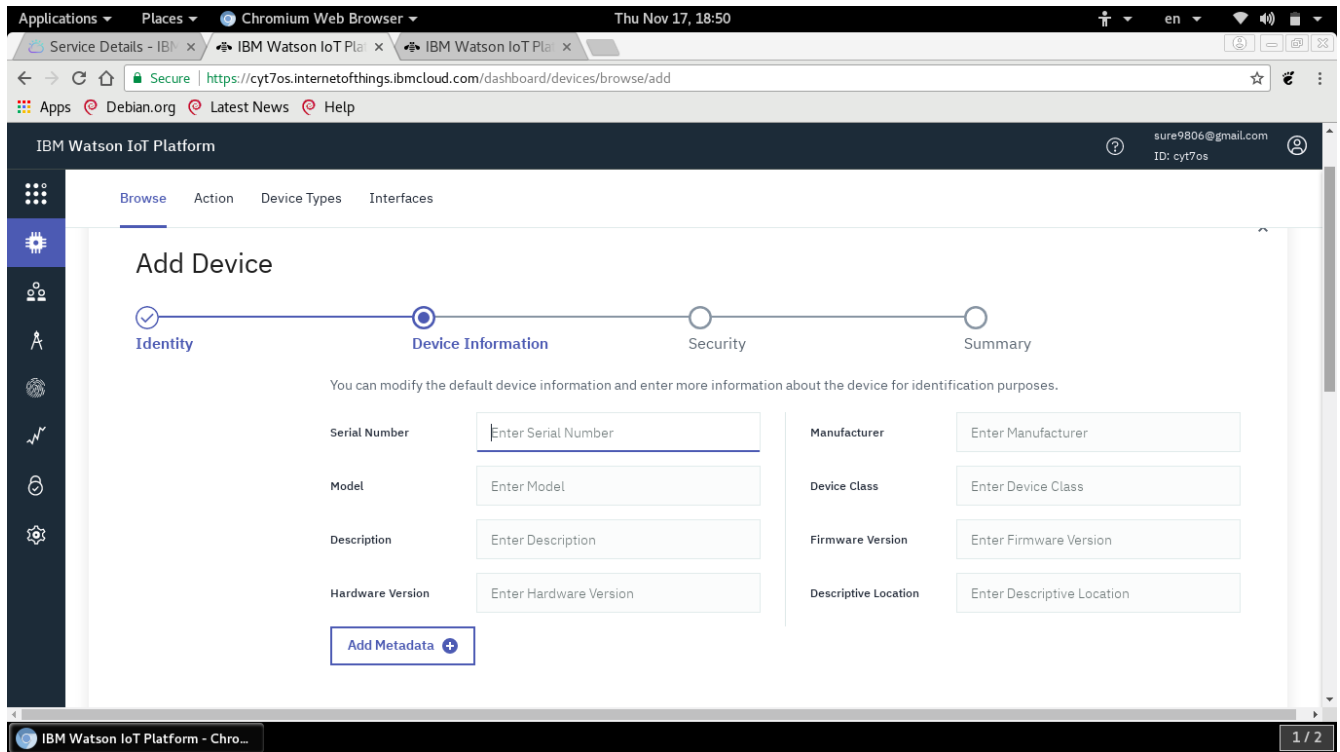 Applications Places Chromium Web Browser Thu Nov 17, 18:50 en
Service Details - IBM IBM Watson IoT Pla IBM Watson IoT Pla
Secure | https://cyt7os.internetofthings.ibmcloud.com/dashboard/devices/browse/add
Apps Debian.org Latest News Help
IBM Watson IoT Platform
sure9806@gmail.com
ID: cyt7os
Browse Action Device Types Interfaces
Add Device
Identity Device Information Security Summary
You can modify the default device information and enter more information about the device for identification purposes.
Serial Number Enter Serial Number Manufacturer Enter Manufacturer
Model Enter Model Device Class Enter Device Class
Description Enter Description Firmware Version Enter Firmware Version
Hardware Version Enter Hardware Version Descriptive Location Enter Descriptive Location
Add Metadata
IBM Watson IoT Platform - Chro...
1 / 2